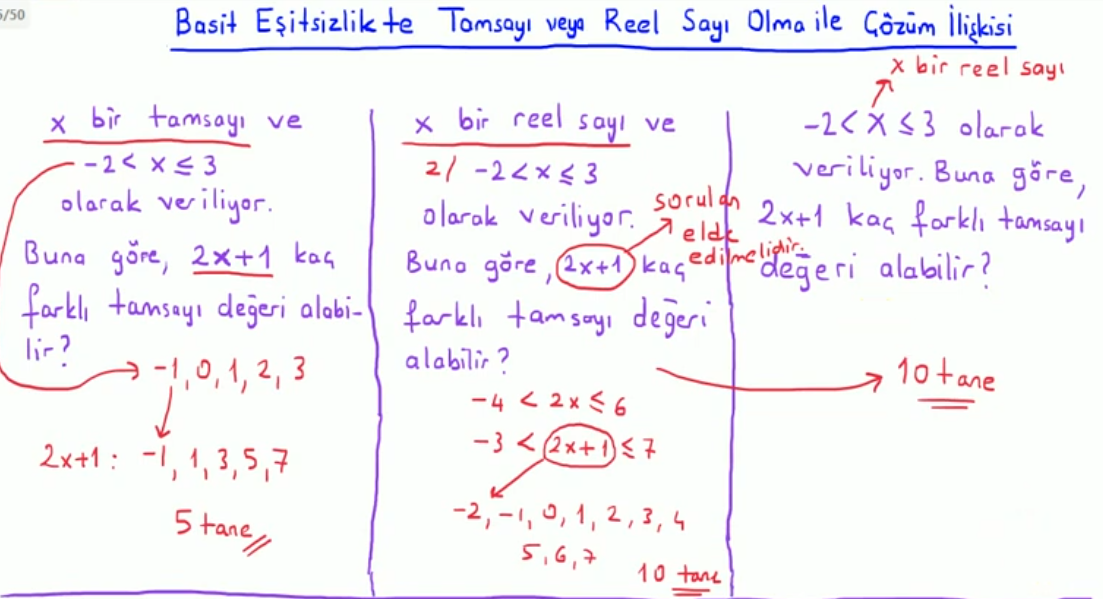 5/50
Basit Eşitsizlikte Tamsayı veya Reel Sayı Olma ile Çözüm İlişkisi
x bir tamsayı ve
-2 < x ≤ 3
olarak veriliyor.
Buna göre, 2x+1 kaç
farklı tamsayı değeri alabi-
lir?
-1, 0, 1, 2, 3
2x+1 : -1, 1, 3, 5, 7
5 tane
x bir reel sayı ve
2/ -2 < x ≤ 3
olarak veriliyor.
sorulan
elde
edilmelidir.
Buna göre, 2x+1 kaç
farklı tamsayı değeri
alabilir?
-4 < 2x ≤ 6
-3 < 2x+1 ≤ 7
-2, -1, 0, 1, 2, 3, 4
5, 6, 7
10 tane
x bir reel sayı
-2 < x ≤ 3 olarak
veriliyor. Buna göre,
2x+1 kaç farklı tamsayı
değeri alabilir?
10 tane